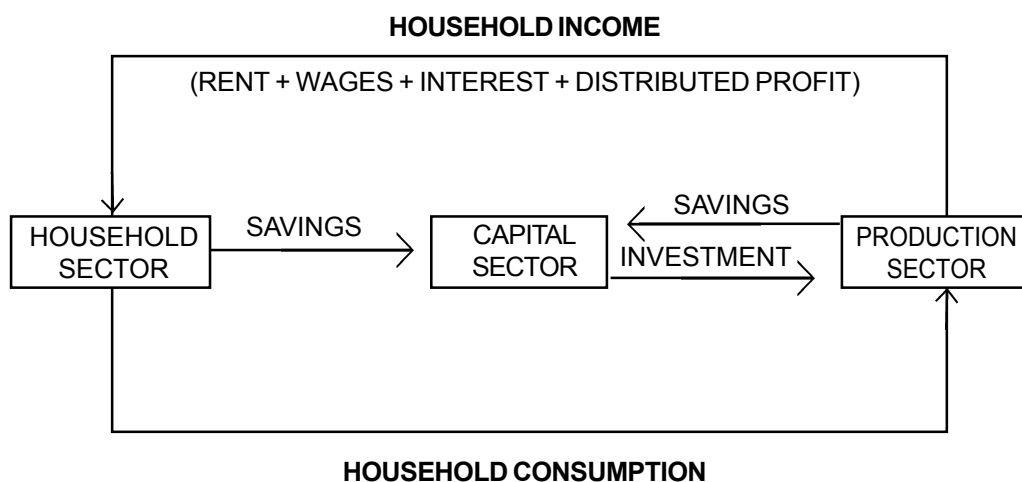 HOUSEHOLD INCOME
(RENT + WAGES + INTEREST + DISTRIBUTED PROFIT)
HOUSEHOLD
SECTOR
SAVINGS
CAPITAL
SECTOR
SAVINGS
INVESTMENT
PRODUCTION
SECTOR
HOUSEHOLD CONSUMPTION